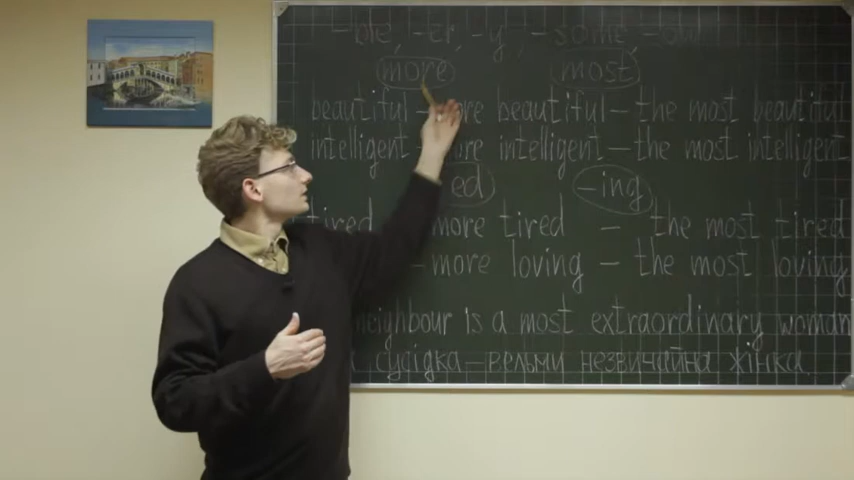 -ble, -er, -y, -some,
more most
beautiful - more beautiful - the most beautiful
intelligent - more intelligent - the most intelligent
-ed -ing
tired - more tired - the most tired
- more loving - the most loving
neighbour is a most extraordinary woman
сусідка - вельми незвичайна жінка.